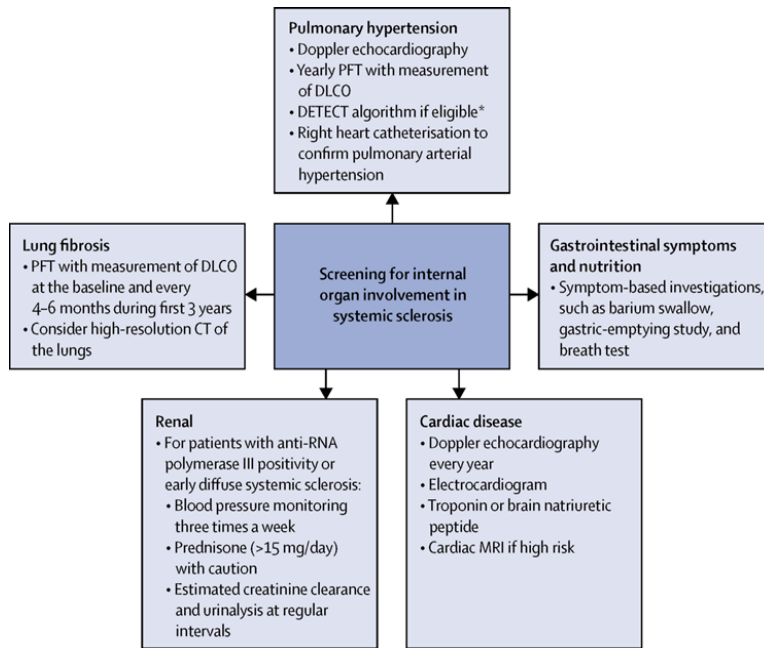 Pulmonary hypertension
• Doppler echocardiography
• Yearly PFT with measurement
of DLCO
• DETECT algorithm if eligible*
• Right heart catheterisation to
confirm pulmonary arterial
hypertension
Lung fibrosis
• PFT with measurement of DLCO
at the baseline and every
4–6 months during first 3 years
• Consider high-resolution CT of
the lungs
Screening for internal
organ involvement in
systemic sclerosis
Gastrointestinal symptoms
and nutrition
• Symptom-based investigations,
such as barium swallow,
gastric-emptying study, and
breath test
Renal
• For patients with anti-RNA
polymerase III positivity or
early diffuse systemic sclerosis:
• Blood pressure monitoring
three times a week
• Prednisone (>15 mg/day)
with caution
• Estimated creatinine clearance
and urinalysis at regular
intervals
Cardiac disease
• Doppler echocardiography
every year
• Electrocardiogram
• Troponin or brain natriuretic
peptide
• Cardiac MRI if high risk